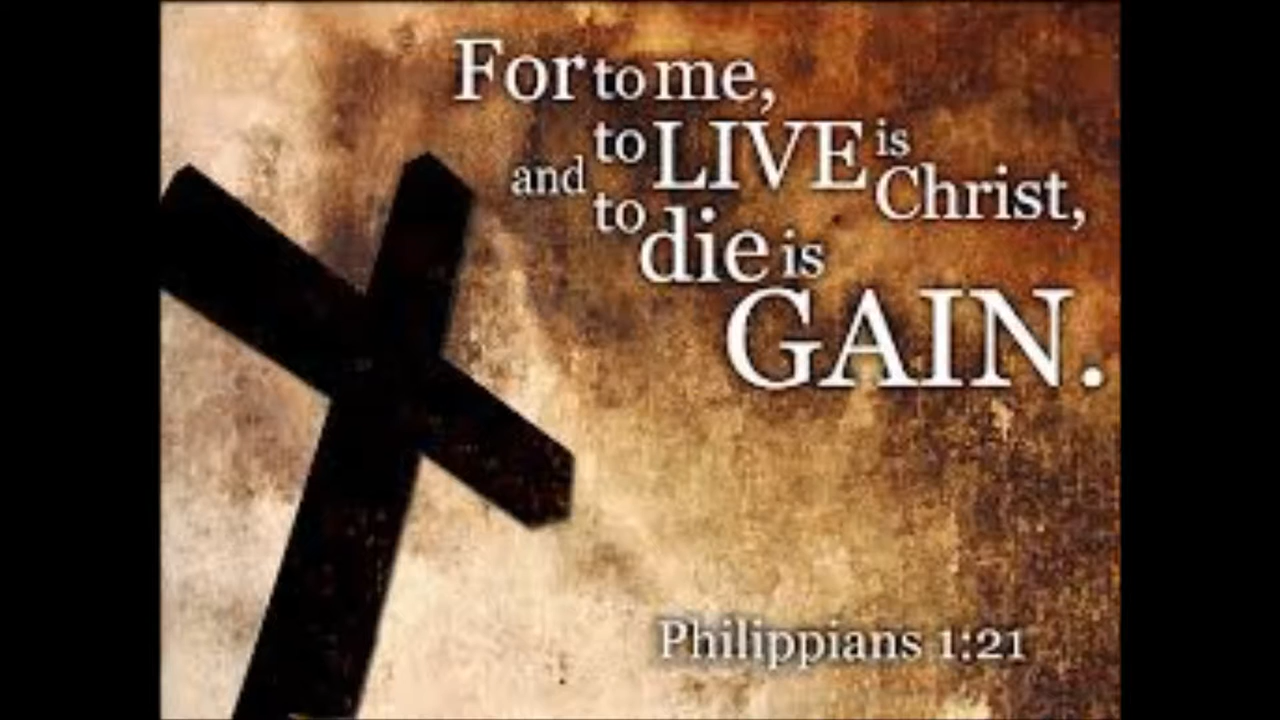 For to me,
to LIVE is Christ,
and to die is
GAIN.
Philippians 1:21